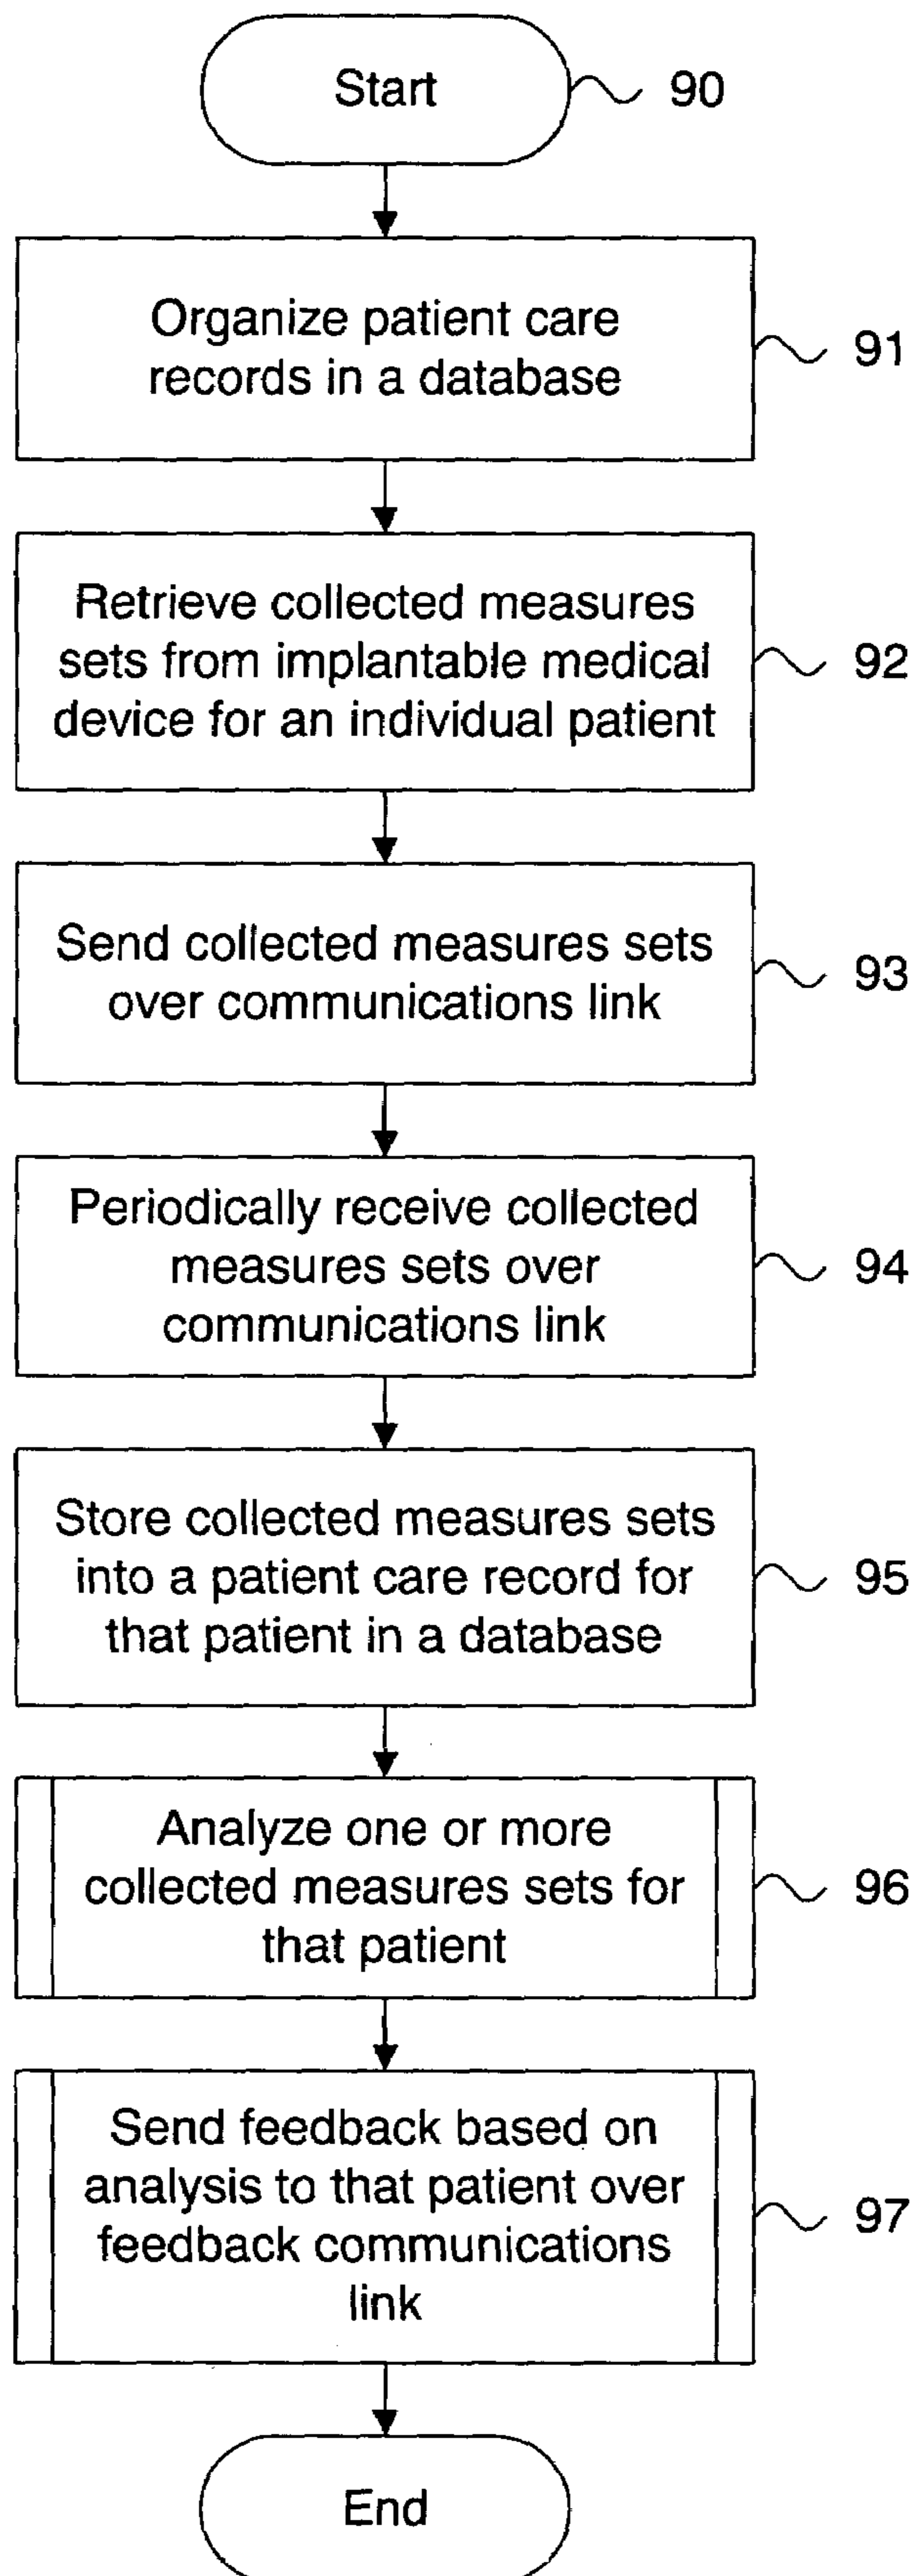 Start
90
Organize patient care
records in a database
91
Retrieve collected measures
sets from implantable medical
device for an individual patient
92
Send collected measures sets
over communications link
93
Periodically receive collected
measures sets over
communications link
94
Store collected measures sets
into a patient care record for
that patient in a database
95
Analyze one or more
collected measures sets for
that patient
96
Send feedback based on
analysis to that patient over
feedback communications
link
97
End